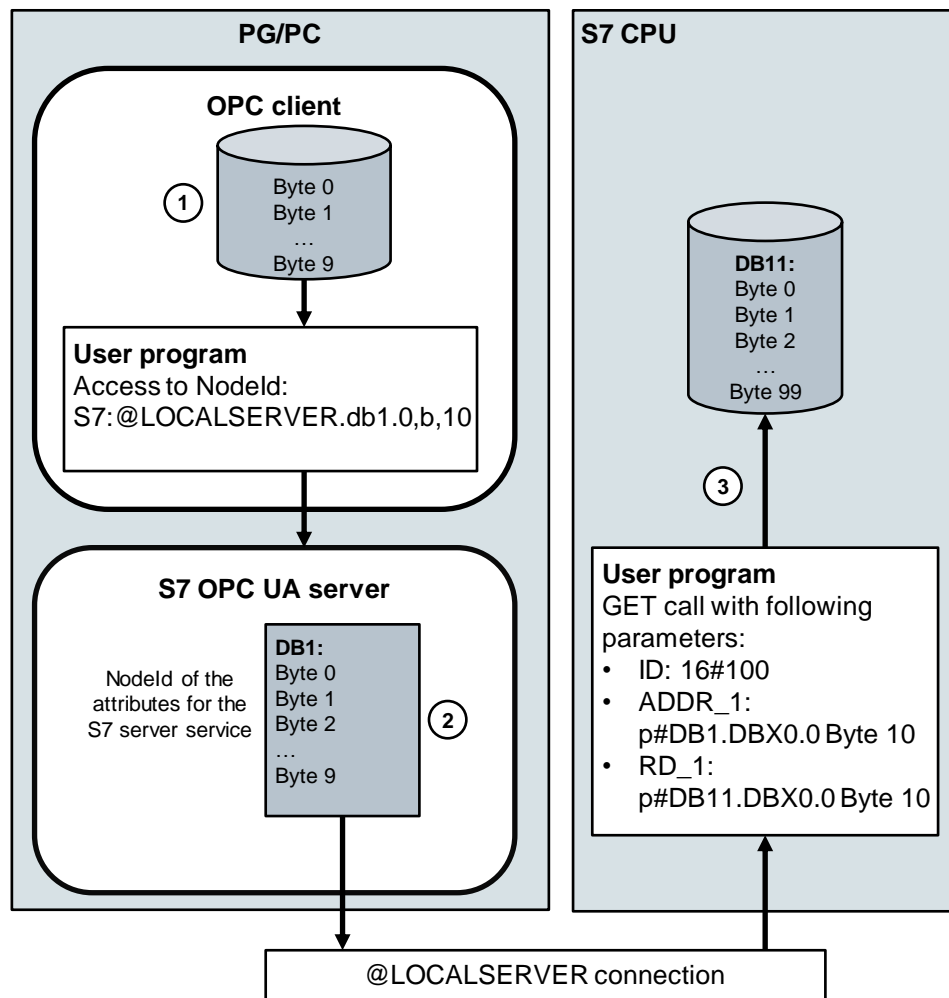 PG/PC
OPC client
1
Byte 0
Byte 1
…
Byte 9
User program
Access to NodeId:
S7:@LOCALSERVER.db1.0,b,10
S7 OPC UA server
NodeId of the
attributes for the
S7 server service
DB1:
Byte 0
Byte 1
Byte 2
…
Byte 9
2
S7 CPU
DB11:
Byte 0
Byte 1
Byte 2
…
Byte 99
3
User program
GET call with following
parameters:
• ID: 16#100
• ADDR_1:
p#DB1.DBX0.0 Byte 10
• RD_1:
p#DB11.DBX0.0 Byte 10
@LOCALSERVER connection